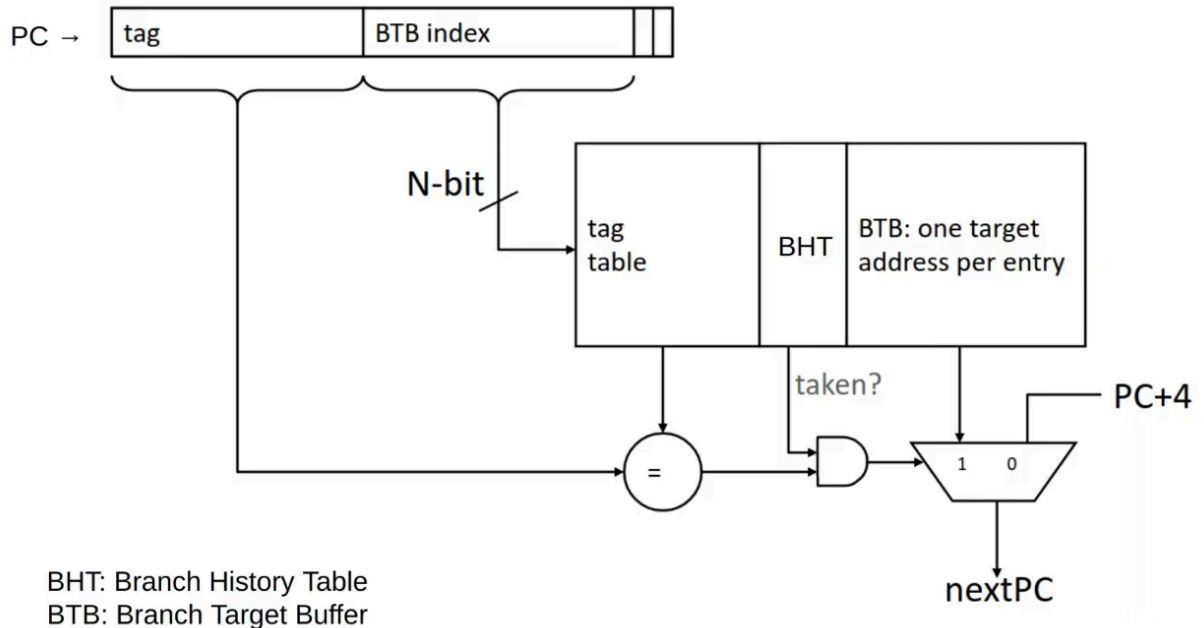 PC →
tag
BTB index
N-bit
tag
table
BHT
BTB: one target
address per entry
taken?
PC+4
=
1
0
nextPC
BHT: Branch History Table
BTB: Branch Target Buffer